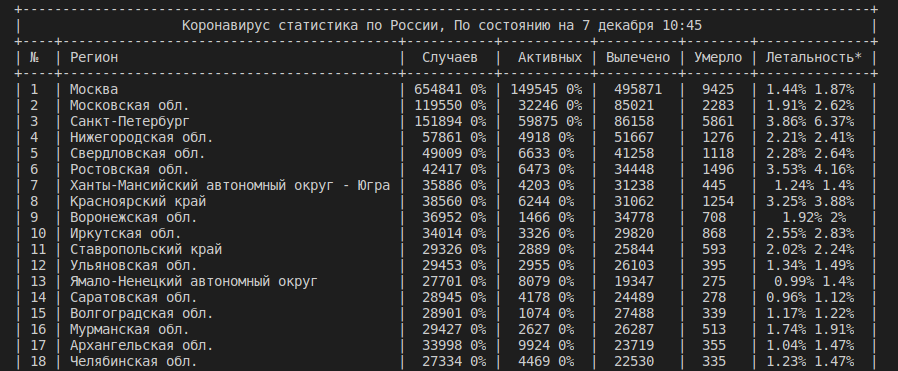 Коронавирус статистика по России, По состоянию на 7 декабря 10:45
№ Регион Случаев Активных Вылечено Умерло Летальность*
1 Москва 654841 0% 149545 0% 495871 9425 1.44% 1.87%
2 Московская обл. 119550 32246 0% 85021 2283 1.91% 2.62%
3 Санкт-Петербург 151894 0% 59875 0% 86158 5861 3.86% 6.37%
4 Нижегородская обл. 57861 0% 4918 0% 51667 1276 2.21% 2.41%
5 Свердловская обл. 49009 0% 6633 0% 41258 1118 2.28% 2.64%
6 Ростовская обл. 42417 0% 6473 0% 34448 1496 3.53% 4.16%
7 Ханты-Мансийский автономный округ - Югра 35886 0% 4203 0% 31238 445 1.24% 1.4%
8 Красноярский край 38560 0% 6244 0% 31062 1254 3.25% 3.88%
9 Воронежская обл. 36952 0% 1466 0% 34778 708 1.92% 2%
10 Иркутская обл. 34014 0% 3326 0% 29820 868 2.55% 2.83%
11 Ставропольский край 29326 0% 2889 0% 25844 593 2.02% 2.24%
12 Ульяновская обл. 29453 0% 2955 0% 26103 395 1.34% 1.49%
13 Ямало-Ненецкий автономный округ 27701 0% 8079 0% 19347 275 0.99% 1.4%
14 Саратовская обл. 28945 0% 4178 0% 24489 278 0.96% 1.12%
15 Волгоградская обл. 28901 0% 1074 0% 27488 339 1.17% 1.22%
16 Мурманская обл. 29427 0% 2627 0% 26287 513 1.74% 1.91%
17 Архангельская обл. 33998 0% 9924 0% 23719 355 1.04% 1.47%
18 Челябинская обл. 27334 0% 4469 0% 22530 335 1.23% 1.47%